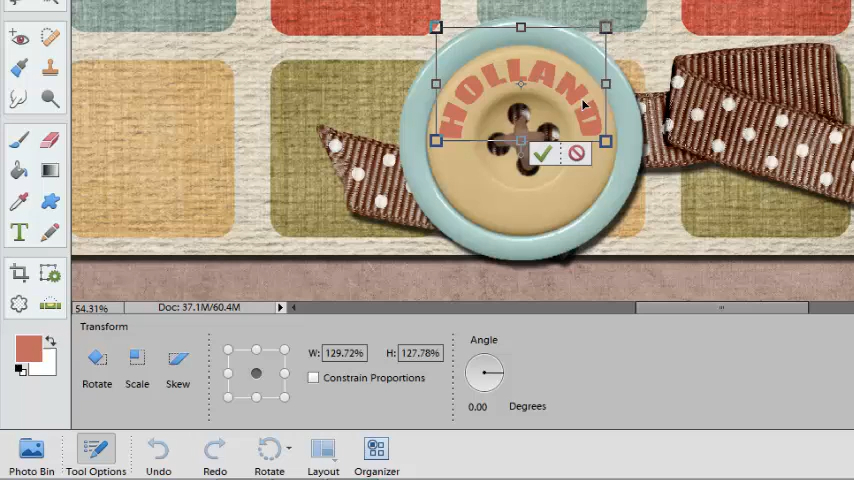 HOLLAND
54.31%
Doc: 37.1M/60.4M
Transform
Rotate
Scale
Skew
W: 129.72%
H: 127.78%
Constrain Proportions
Angle
0.00 Degrees
Photo Bin
Tool Options
Undo
Redo
Rotate
Layout
Organizer